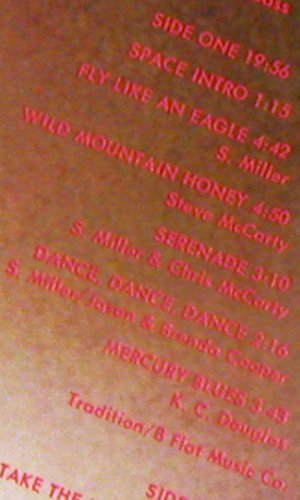 SIDE ONE 19:56
SPACE INTRO 1:15
FLY LIKE AN EAGLE 4:42
S. Miller
WILD MOUNTAIN HONEY 4:50
Steve McCarty
SERENADE 3:10
S. Miller & Chris McCarty
DANCE, DANCE, DANCE 2:16
S. Miller/Jason & Brenda Cooper
MERCURY BLUES 3:45
K. C. Douglas
Tradition/B Flat Music Co.
SIDE
TAKE THE